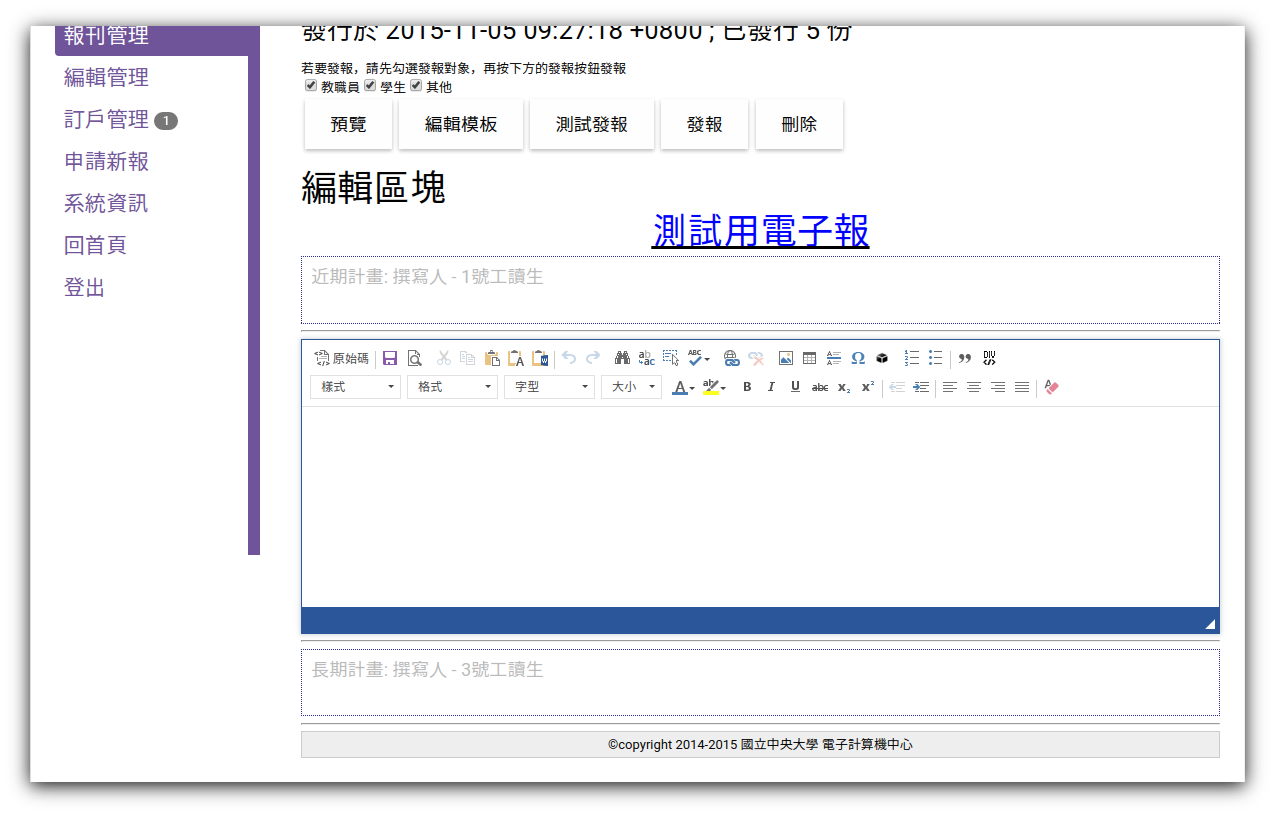 報刊管理
編輯管理
訂戶管理 1
申請新報
系統資訊
回首頁
登出
發行於 2015-11-05 09:27:18 +0800 ; 已發行 5 份
若要發報，請先勾選發報對象，再按下方的發報按鈕發報
教職員 學生 其他
預覽 編輯模板 測試發報 發報 刪除
編輯區塊
測試用電子報
近期計畫: 撰寫人 - 1號工讀生
原始碼
樣式 格式 字型 大小
長期計畫: 撰寫人 - 3號工讀生
©copyright 2014-2015 國立中央大學 電子計算機中心